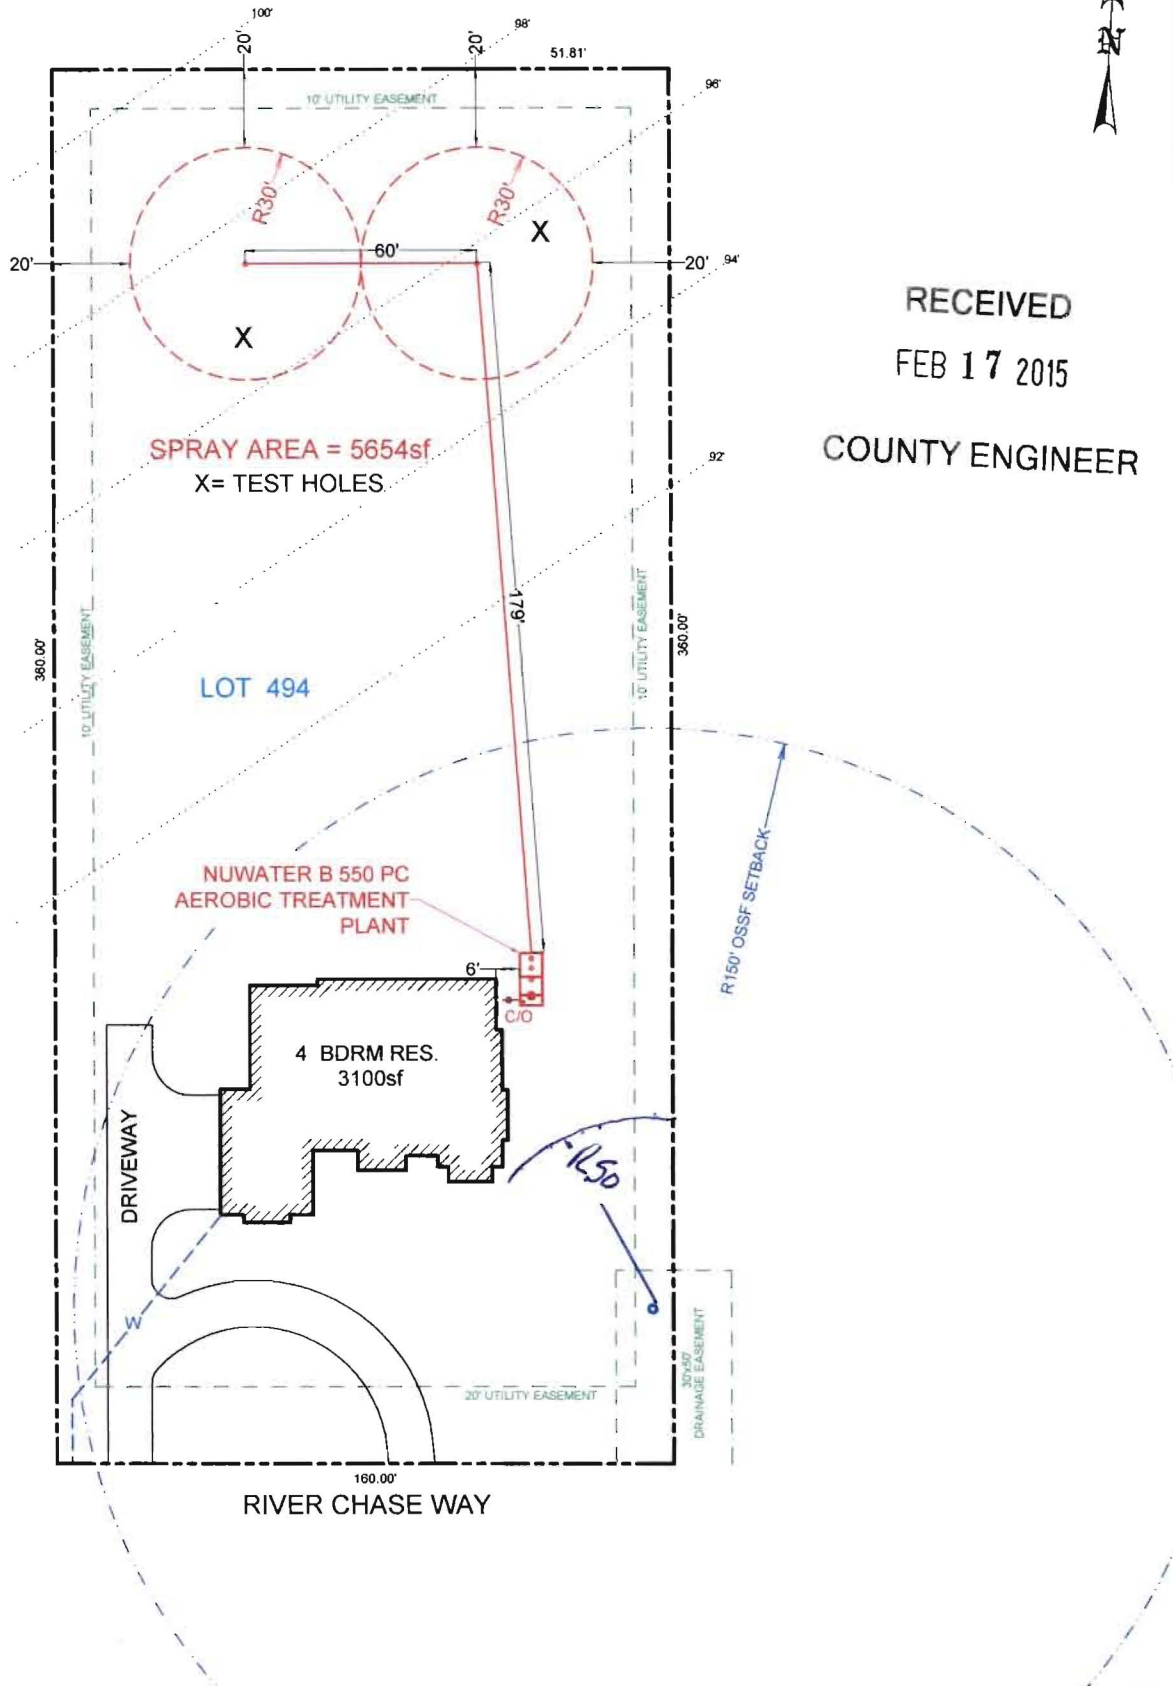 100'
98'
20'
20'
51.81'
N
96'
10' UTILITY EASEMENT
R30'
R30'
X
60'
20'
20'
94'
X
RECEIVED
FEB 17 2015
COUNTY ENGINEER
SPRAY AREA = 5654sf
X= TEST HOLES
92'
179'
10' UTILITY EASEMENT
10' UTILITY EASEMENT
360.00'
360.00'
LOT 494
R150' OSSF SETBACK
NUWATER B 550 PC
AEROBIC TREATMENT
PLANT
6'
C/O
4 BDRM RES.
3100sf
DRIVEWAY
R50
W
30'x50'
DRAINAGE EASEMENT
20' UTILITY EASEMENT
160.00'
RIVER CHASE WAY